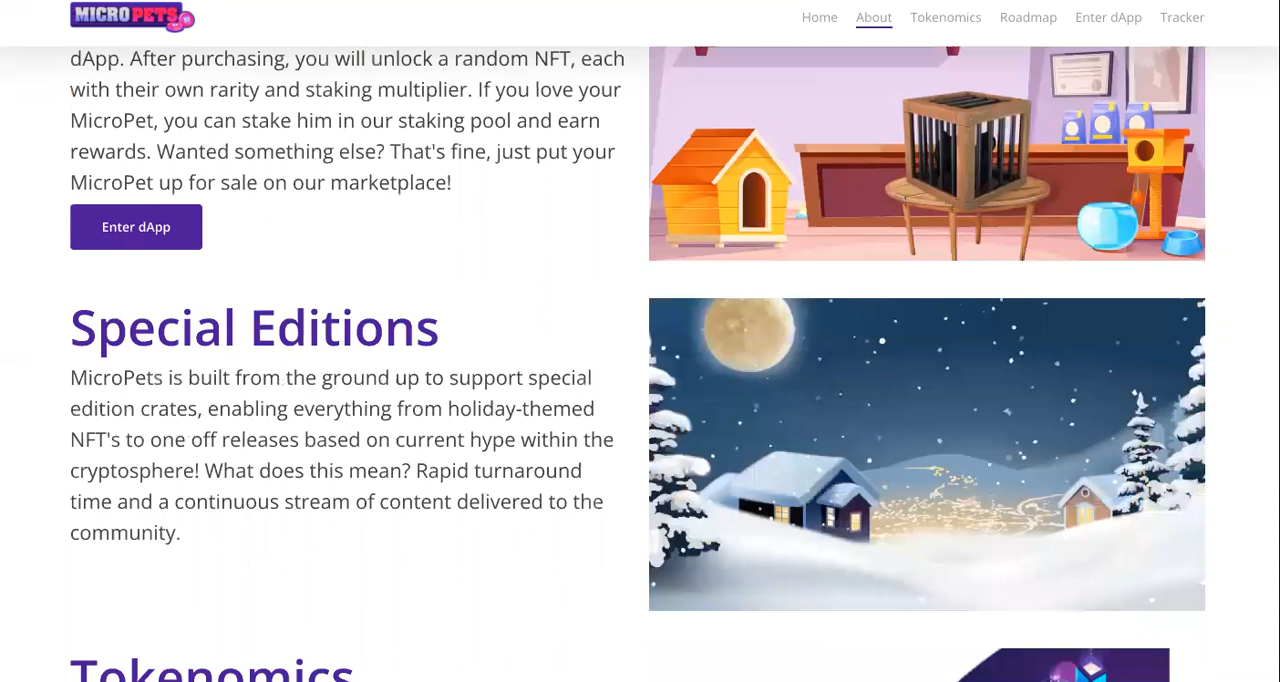 MICROPETS
Home About Tokenomics Roadmap Enter dApp Tracker
dApp. After purchasing, you will unlock a random NFT, each
with their own rarity and staking multiplier. If you love your
MicroPet, you can stake him in our staking pool and earn
rewards. Wanted something else? That's fine, just put your
MicroPet up for sale on our marketplace!
Enter dApp
Special Editions
MicroPets is built from the ground up to support special
edition crates, enabling everything from holiday-themed
NFT's to one off releases based on current hype within the
cryptosphere! What does this mean? Rapid turnaround
time and a continuous stream of content delivered to the
community.
Tokenomics